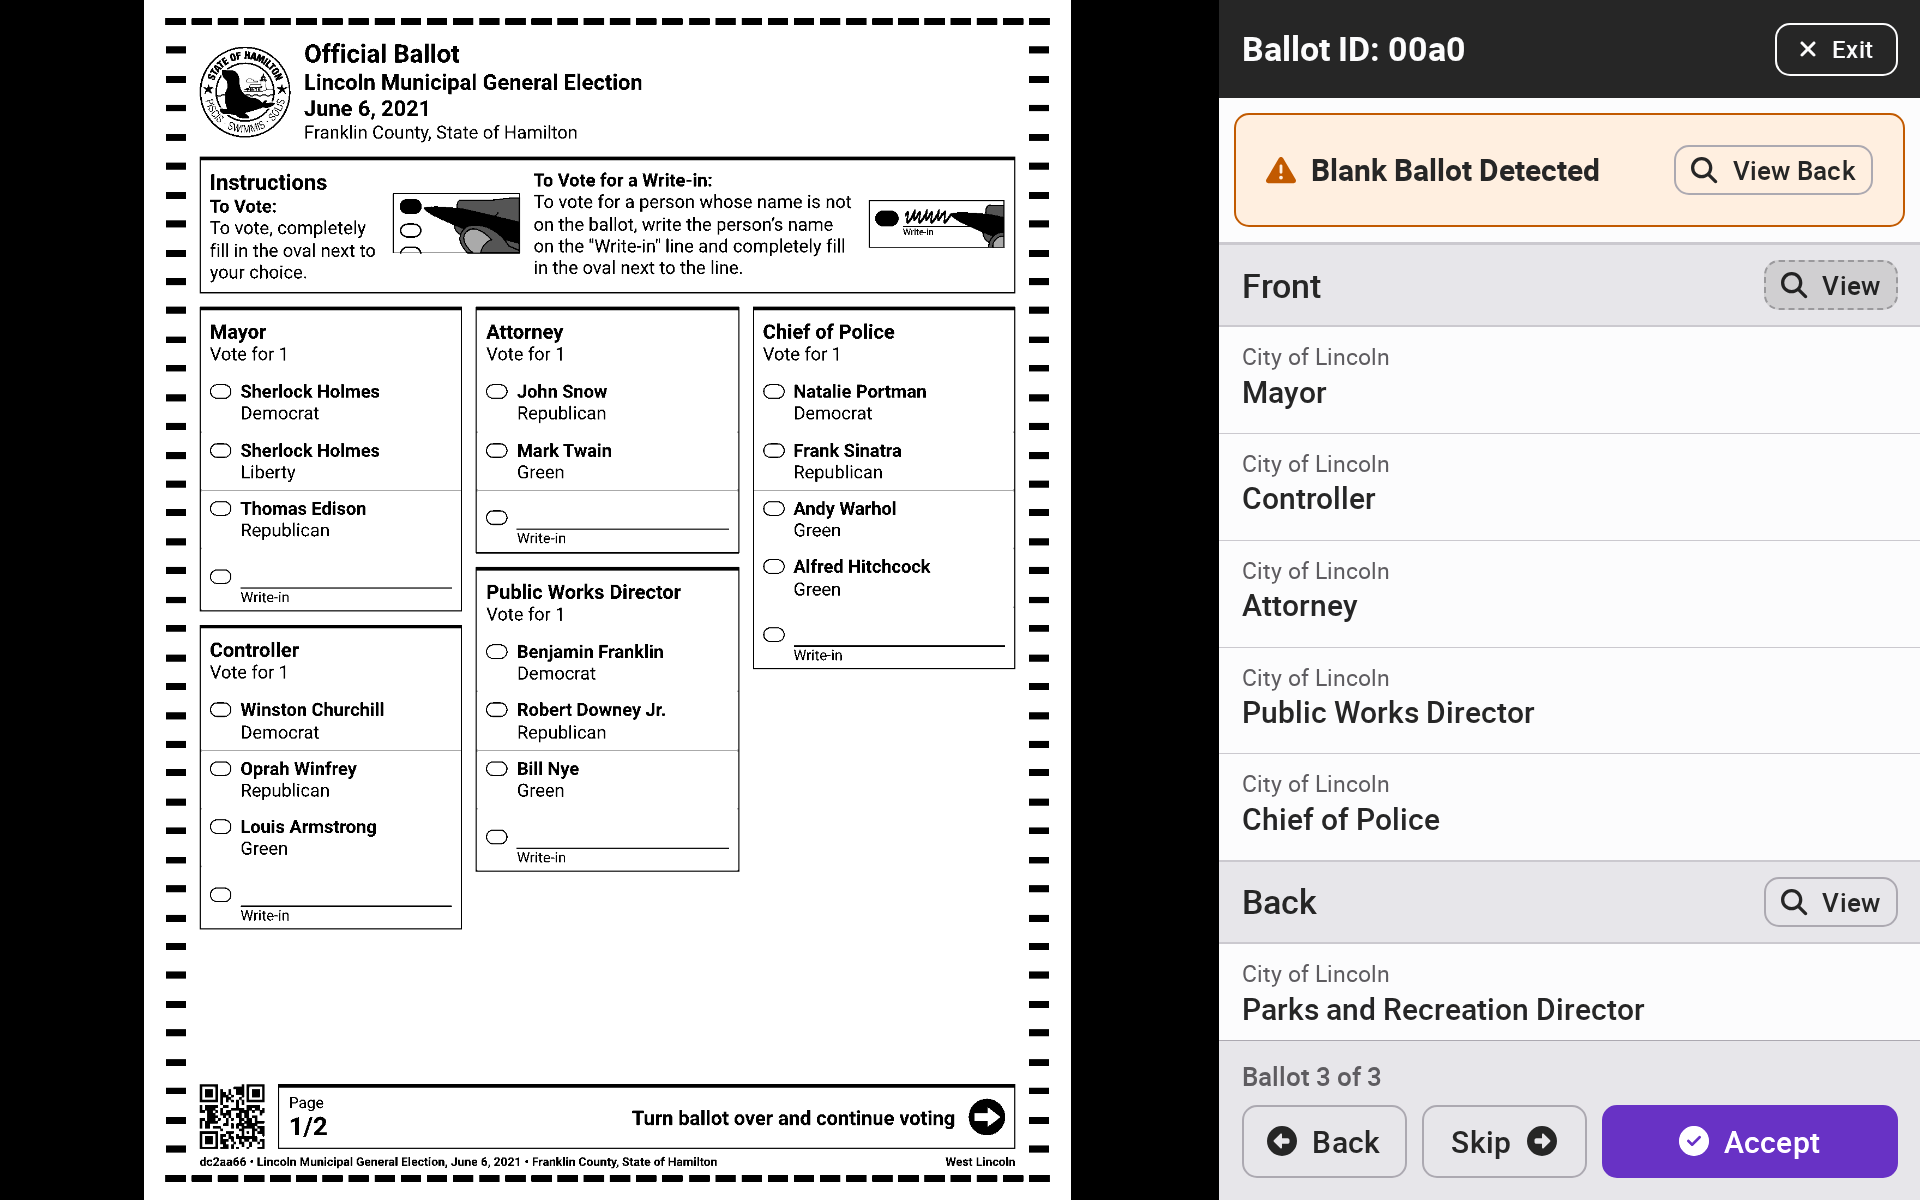 Official Ballot
Lincoln Municipal General Election
June 6, 2021
Franklin County, State of Hamilton
STATE OF HAMILTON
Instructions
To Vote:
To vote, completely
fill in the oval next to
your choice.
To Vote for a Write-in:
To vote for a person whose name is not
on the ballot, write the person's name
on the "Write-in" line and completely fill
in the oval next to the line.
Write-in
Mayor
Vote for 1
Sherlock Holmes
Democrat
Sherlock Holmes
Liberty
Thomas Edison
Republican
Write-in
Controller
Vote for 1
Winston Churchill
Democrat
Oprah Winfrey
Republican
Louis Armstrong
Green
Write-in
Attorney
Vote for 1
John Snow
Republican
Mark Twain
Green
Write-in
Public Works Director
Vote for 1
Benjamin Franklin
Democrat
Robert Downey Jr.
Republican
Bill Nye
Green
Write-in
Chief of Police
Vote for 1
Natalie Portman
Democrat
Frank Sinatra
Republican
Andy Warhol
Green
Alfred Hitchcock
Green
Write-in
Page
1/2
Turn ballot over and continue voting
dc2aa66 • Lincoln Municipal General Election, June 6, 2021 • Franklin County, State of Hamilton
West Lincoln
Ballot ID: 00a0
Exit
Blank Ballot Detected
View Back
Front
View
City of Lincoln
Mayor
City of Lincoln
Controller
City of Lincoln
Attorney
City of Lincoln
Public Works Director
City of Lincoln
Chief of Police
Back
View
City of Lincoln
Parks and Recreation Director
Ballot 3 of 3
Back
Skip
Accept